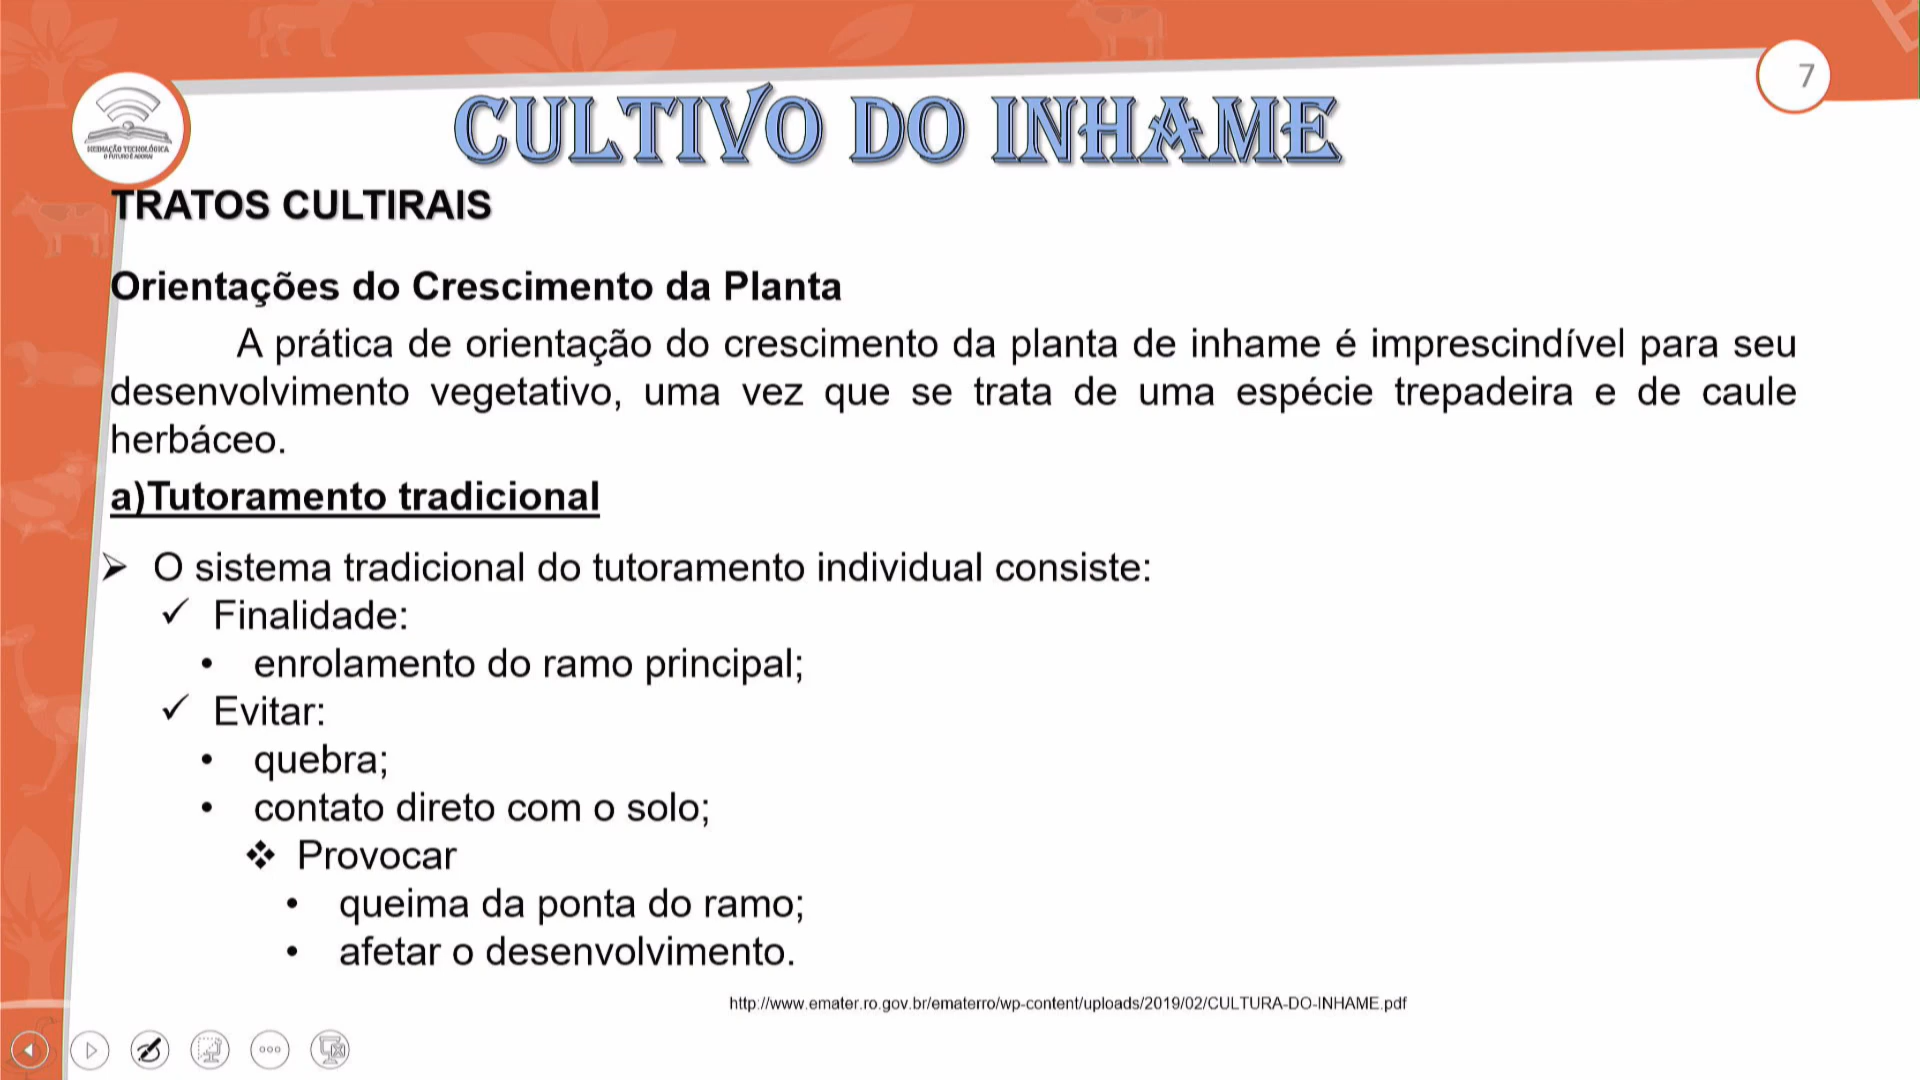 7
MEDIAÇÃO TECNOLÓGICA
O FUTURO É AGORA!
CULTIVO DO INHAME
TRATOS CULTIRAIS
Orientações do Crescimento da Planta
A prática de orientação do crescimento da planta de inhame é imprescindível para seu
desenvolvimento vegetativo, uma vez que se trata de uma espécie trepadeira e de caule
herbáceo.
a)Tutoramento tradicional
➢ O sistema tradicional do tutoramento individual consiste:
✓ Finalidade:
• enrolamento do ramo principal;
✓ Evitar:
• quebra;
• contato direto com o solo;
❖ Provocar
• queima da ponta do ramo;
• afetar o desenvolvimento.
http://www.emater.ro.gov.br/ematerro/wp-content/uploads/2019/02/CULTURA-DO-INHAME.pdf